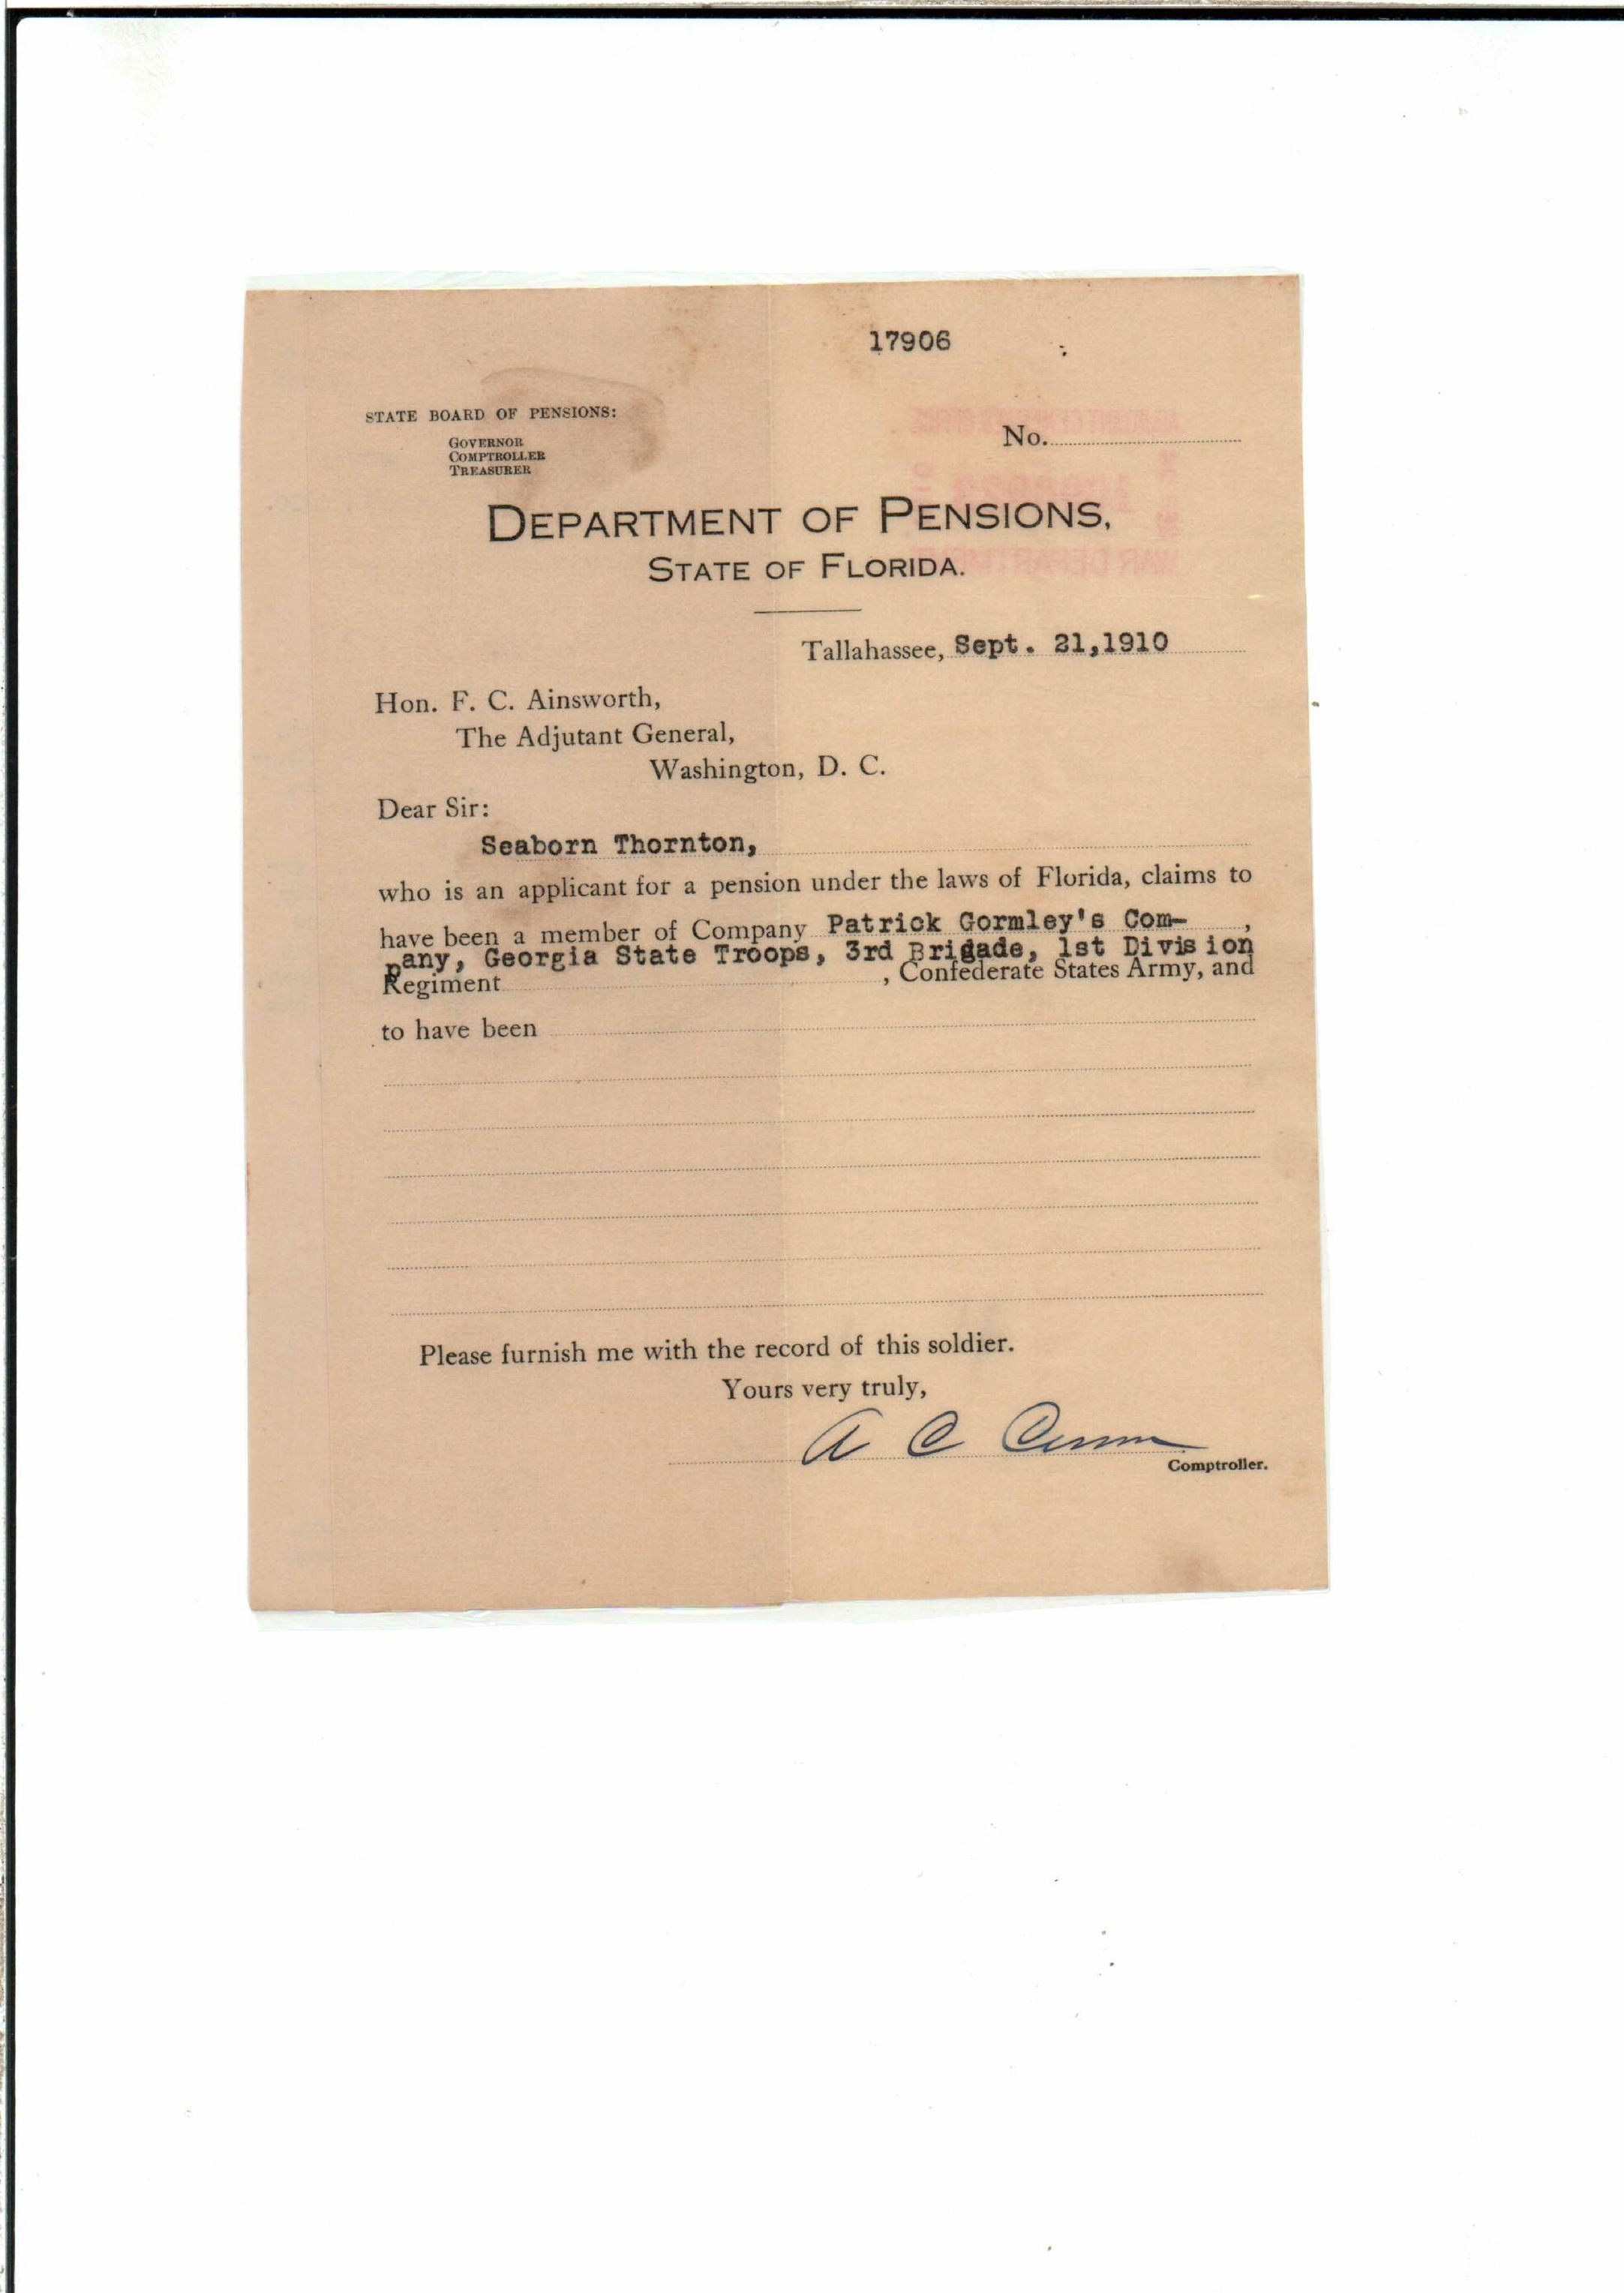 17906
STATE BOARD OF PENSIONS:
GOVERNOR
COMPTROLLER
TREASURER
No.
DEPARTMENT OF PENSIONS,
STATE OF FLORIDA.
Tallahassee, Sept. 21,1910
Hon. F. C. Ainsworth,
The Adjutant General,
Washington, D. C.
Dear Sir:
Seaborn Thornton,
who is an applicant for a pension under the laws of Florida, claims to
have been a member of Company Patrick Gormley's Com- ,
pany, Georgia State Troops, 3rd Brigade, 1st Division
Regiment , Confederate States Army, and
to have been
Please furnish me with the record of this soldier.
Yours very truly,
A C
Comptroller.
WAR DEPARTMENT